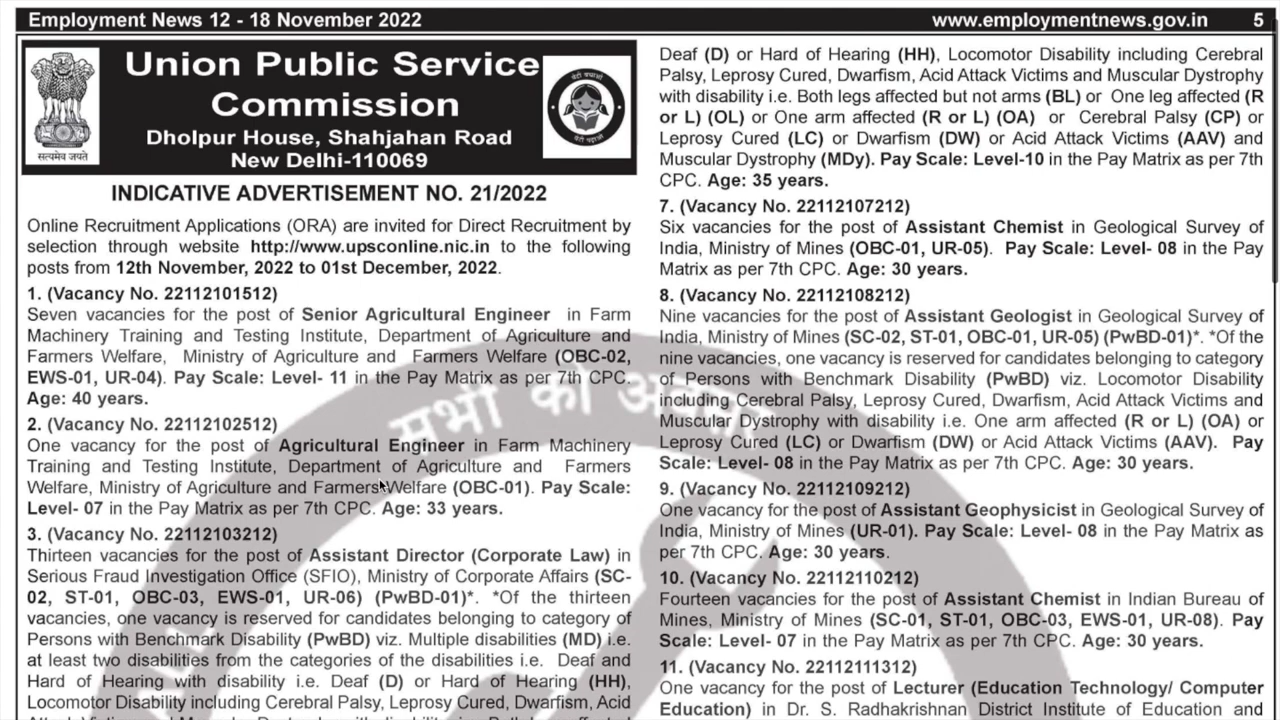 Employment News 12 - 18 November 2022
www.employmentnews.gov.in 5
Union Public Service
Commission
Dholpur House, Shahjahan Road
New Delhi-110069
सत्यमेव जयते
INDICATIVE ADVERTISEMENT NO. 21/2022
Online Recruitment Applications (ORA) are invited for Direct Recruitment by
selection through website http://www.upsconline.nic.in to the following
posts from 12th November, 2022 to 01st December, 2022.
1. (Vacancy No. 22112101512)
Seven vacancies for the post of Senior Agricultural Engineer in Farm
Machinery Training and Testing Institute, Department of Agriculture and
Farmers Welfare, Ministry of Agriculture and Farmers Welfare (OBC-02,
EWS-01, UR-04). Pay Scale: Level- 11 in the Pay Matrix as per 7th CPC.
Age: 40 years.
2. (Vacancy No. 22112102512)
One vacancy for the post of Agricultural Engineer in Farm Machinery
Training and Testing Institute, Department of Agriculture and Farmers
Welfare, Ministry of Agriculture and Farmers Welfare (OBC-01). Pay Scale:
Level- 07 in the Pay Matrix as per 7th CPC. Age: 33 years.
3. (Vacancy No. 22112103212)
Thirteen vacancies for the post of Assistant Director (Corporate Law) in
Serious Fraud Investigation Office (SFIO), Ministry of Corporate Affairs (SC-
02, ST-01, OBC-03, EWS-01, UR-06) (PwBD-01)*. *Of the thirteen
vacancies, one vacancy is reserved for candidates belonging to category of
Persons with Benchmark Disability (PwBD) viz. Multiple disabilities (MD) i.e.
at least two disabilities from the categories of the disabilities i.e. Deaf and
Hard of Hearing with disability i.e. Deaf (D) or Hard of Hearing (HH),
Locomotor Disability including Cerebral Palsy, Leprosy Cured, Dwarfism, Acid
Deaf (D) or Hard of Hearing (HH), Locomotor Disability including Cerebral
Palsy, Leprosy Cured, Dwarfism, Acid Attack Victims and Muscular Dystrophy
with disability i.e. Both legs affected but not arms (BL) or One leg affected (R
or L) (OL) or One arm affected (R or L) (OA) or Cerebral Palsy (CP) or
Leprosy Cured (LC) or Dwarfism (DW) or Acid Attack Victims (AAV) and
Muscular Dystrophy (MDy). Pay Scale: Level-10 in the Pay Matrix as per 7th
CPC. Age: 35 years.
7. (Vacancy No. 22112107212)
Six vacancies for the post of Assistant Chemist in Geological Survey of
India, Ministry of Mines (OBC-01, UR-05). Pay Scale: Level- 08 in the Pay
Matrix as per 7th CPC. Age: 30 years.
8. (Vacancy No. 22112108212)
Nine vacancies for the post of Assistant Geologist in Geological Survey of
India, Ministry of Mines (SC-02, ST-01, OBC-01, UR-05) (PwBD-01)*. *Of the
nine vacancies, one vacancy is reserved for candidates belonging to category
of Persons with Benchmark Disability (PwBD) viz. Locomotor Disability
including Cerebral Palsy, Leprosy Cured, Dwarfism, Acid Attack Victims and
Muscular Dystrophy with disability i.e. One arm affected (R or L) (OA) or
Leprosy Cured (LC) or Dwarfism (DW) or Acid Attack Victims (AAV). Pay
Scale: Level- 08 in the Pay Matrix as per 7th CPC. Age: 30 years.
9. (Vacancy No. 22112109212)
One vacancy for the post of Assistant Geophysicist in Geological Survey of
India, Ministry of Mines (UR-01). Pay Scale: Level- 08 in the Pay Matrix as
per 7th CPC. Age: 30 years.
10. (Vacancy No. 22112110212)
Fourteen vacancies for the post of Assistant Chemist in Indian Bureau of
Mines, Ministry of Mines (SC-01, ST-01, OBC-03, EWS-01, UR-08). Pay
Scale: Level- 07 in the Pay Matrix as per 7th CPC. Age: 30 years.
11. (Vacancy No. 22112111312)
One vacancy for the post of Lecturer (Education Technology/ Computer
Education) in Dr. S. Radhakrishnan District Institute of Education and